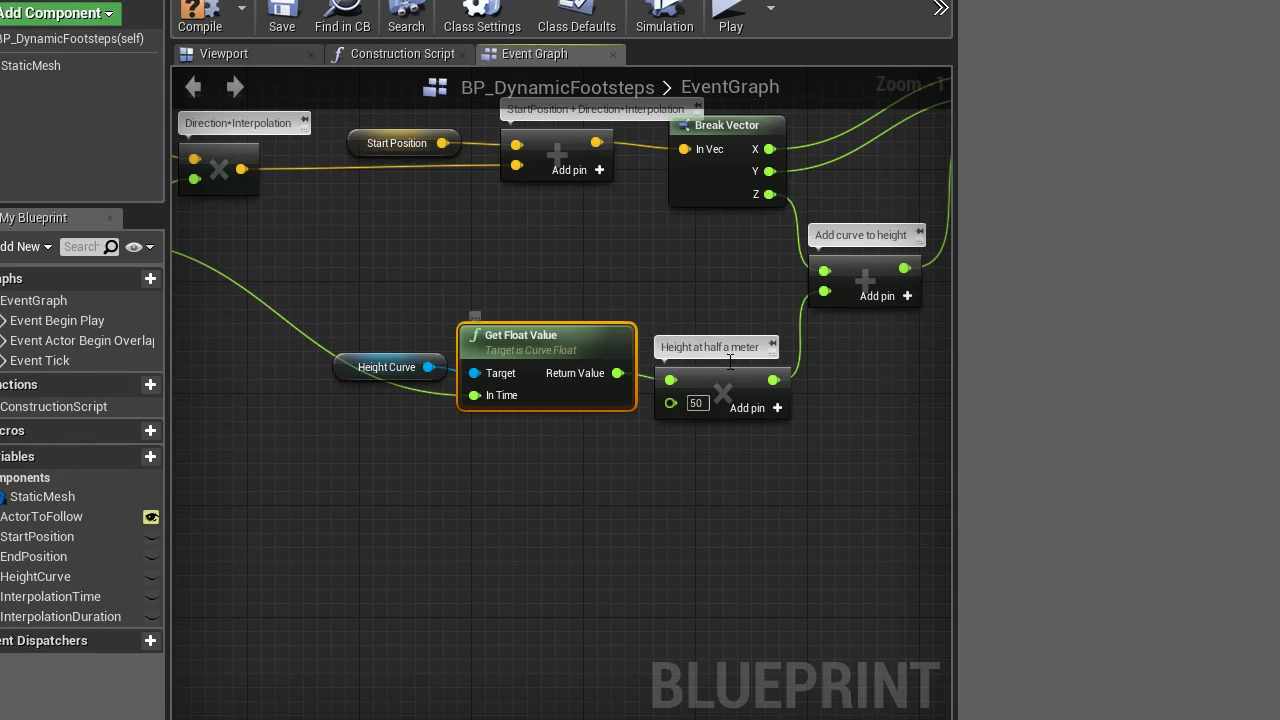 Add Component
Compile
Save
Find in CB
Search
Class Settings
Class Defaults
Simulation
Play
BP_DynamicFootsteps(self)
StaticMesh
Viewport
Construction Script
Event Graph
BP_DynamicFootsteps > EventGraph
Zoom -1
Direction*Interpolation
Start Position
StartPosition + Direction*Interpolation
Add pin
Break Vector
In Vec
X
Y
Z
Add curve to height
Add pin
My Blueprint
dd New
Search
phs
EventGraph
Event Begin Play
Event Actor Begin Overlap
Event Tick
nctions
ConstructionScript
cros
iables
mponents
StaticMesh
ActorToFollow
StartPosition
EndPosition
HeightCurve
InterpolationTime
InterpolationDuration
ent Dispatchers
Height Curve
Get Float Value
Target is Curve Float
Target
Return Value
In Time
Height at half a meter
50
Add pin
BLUEPRINT